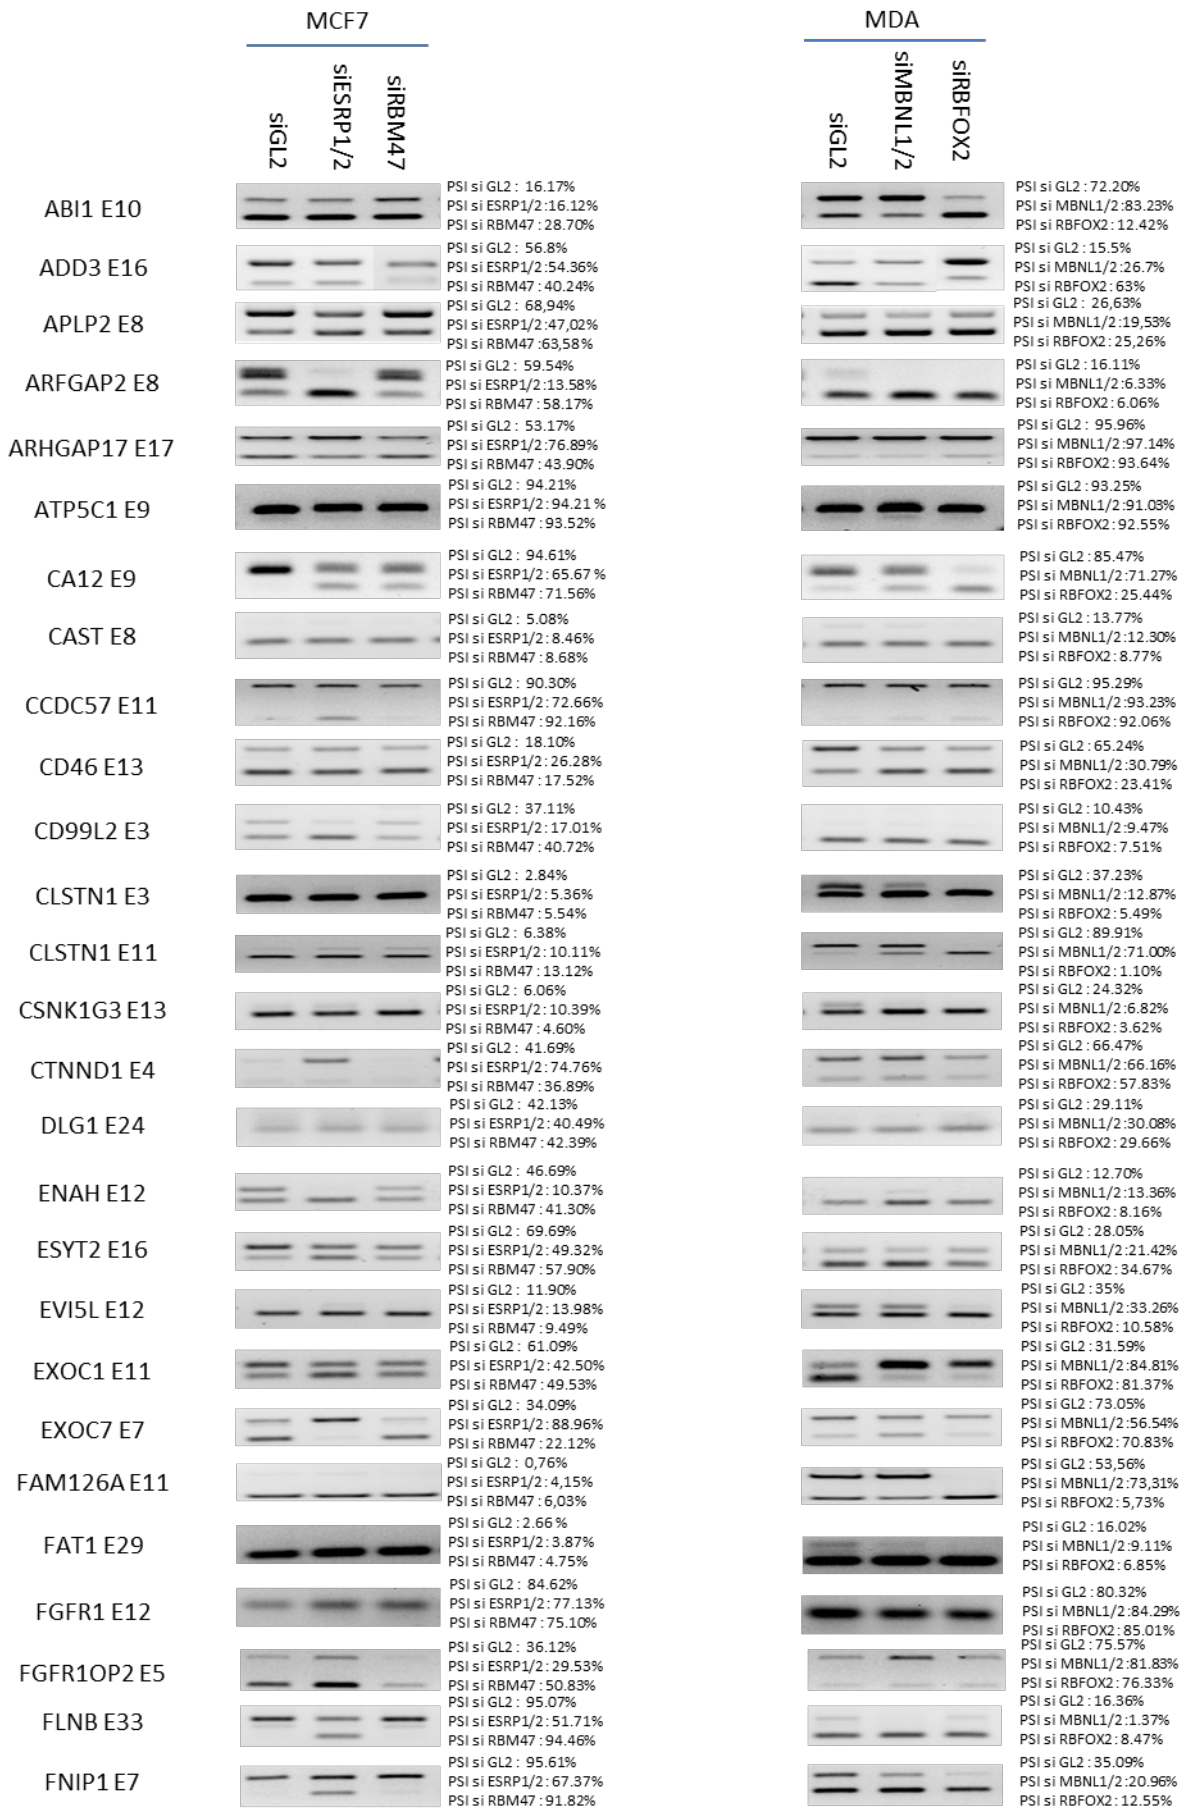 MCF7
MDA
siGL2
siESRP1/2
siRBM47
siGL2
siMBNL1/2
siRBFOX2
ABI1 E10
PSI si GL2 : 16.17%
PSI si ESRP1/2 :16.12%
PSI si RBM47 : 28.70%
PSI si GL2 : 72.20%
PSI si MBNL1/2 : 83.23%
PSI si RBFOX2 : 12.42%
ADD3 E16
PSI si GL2 : 56.8%
PSI si ESRP1/2 : 54.36%
PSI si RBM47 : 40.24%
PSI si GL2 : 15.5%
PSI si MBNL1/2 : 26.7%
PSI si RBFOX2 : 63%
APLP2 E8
PSI si GL2 : 68,94%
PSI si ESRP1/2 : 47,02%
PSI si RBM47 : 63,58%
PSI si GL2 : 26,63%
PSI si MBNL1/2 : 19,53%
PSI si RBFOX2 : 25,26%
ARFGAP2 E8
PSI si GL2 : 59.54%
PSI si ESRP1/2 : 13.58%
PSI si RBM47 : 58.17%
PSI si GL2 : 16.11%
PSI si MBNL1/2 : 6.33%
PSI si RBFOX2 : 6.06%
ARHGAP17 E17
PSI si GL2 : 53.17%
PSI si ESRP1/2 : 76.89%
PSI si RBM47 : 43.90%
PSI si GL2 : 95.96%
PSI si MBNL1/2 : 97.14%
PSI si RBFOX2 : 93.64%
ATP5C1 E9
PSI si GL2 : 94.21%
PSI si ESRP1/2 : 94.21 %
PSI si RBM47 : 93.52%
PSI si GL2 : 93.25%
PSI si MBNL1/2 : 91.03%
PSI si RBFOX2 : 92.55%
CA12 E9
PSI si GL2 : 94.61%
PSI si ESRP1/2 : 65.67 %
PSI si RBM47 : 71.56%
PSI si GL2 : 85.47%
PSI si MBNL1/2 : 71.27%
PSI si RBFOX2 : 25.44%
CAST E8
PSI si GL2 : 5.08%
PSI si ESRP1/2 : 8.46%
PSI si RBM47 : 8.68%
PSI si GL2 : 13.77%
PSI si MBNL1/2 : 12.30%
PSI si RBFOX2 : 8.77%
CCDC57 E11
PSI si GL2 : 90.30%
PSI si ESRP1/2 : 72.66%
PSI si RBM47 : 92.16%
PSI si GL2 : 95.29%
PSI si MBNL1/2 : 93.23%
PSI si RBFOX2 : 92.06%
CD46 E13
PSI si GL2 : 18.10%
PSI si ESRP1/2 : 26.28%
PSI si RBM47 : 17.52%
PSI si GL2 : 65.24%
PSI si MBNL1/2 : 30.79%
PSI si RBFOX2 : 23.41%
CD99L2 E3
PSI si GL2 : 37.11%
PSI si ESRP1/2 : 17.01%
PSI si RBM47 : 40.72%
PSI si GL2 : 10.43%
PSI si MBNL1/2 : 9.47%
PSI si RBFOX2 : 7.51%
CLSTN1 E3
PSI si GL2 : 2.84%
PSI si ESRP1/2 : 5.36%
PSI si RBM47 : 5.54%
PSI si GL2 : 37.23%
PSI si MBNL1/2 : 12.87%
PSI si RBFOX2 : 5.49%
CLSTN1 E11
PSI si GL2 : 6.38%
PSI si ESRP1/2 : 10.11%
PSI si RBM47 : 13.12%
PSI si GL2 : 89.91%
PSI si MBNL1/2 : 71.00%
PSI si RBFOX2 : 1.10%
CSNK1G3 E13
PSI si GL2 : 6.06%
PSI si ESRP1/2 : 10.39%
PSI si RBM47 : 4.60%
PSI si GL2 : 24.32%
PSI si MBNL1/2 : 6.82%
PSI si RBFOX2 : 3.62%
CTNND1 E4
PSI si GL2 : 41.69%
PSI si ESRP1/2 : 74.76%
PSI si RBM47 : 36.89%
PSI si GL2 : 66.47%
PSI si MBNL1/2 : 66.16%
PSI si RBFOX2 : 57.83%
DLG1 E24
PSI si GL2 : 42.13%
PSI si ESRP1/2 : 40.49%
PSI si RBM47 : 42.39%
PSI si GL2 : 29.11%
PSI si MBNL1/2 : 30.08%
PSI si RBFOX2 : 29.66%
ENAH E12
PSI si GL2 : 46.69%
PSI si ESRP1/2 : 10.37%
PSI si RBM47 : 41.30%
PSI si GL2 : 12.70%
PSI si MBNL1/2 : 13.36%
PSI si RBFOX2 : 8.16%
ESYT2 E16
PSI si GL2 : 69.69%
PSI si ESRP1/2 : 49.32%
PSI si RBM47 : 57.90%
PSI si GL2 : 28.05%
PSI si MBNL1/2 : 21.42%
PSI si RBFOX2 : 34.67%
EVI5L E12
PSI si GL2 : 11.90%
PSI si ESRP1/2 : 13.98%
PSI si RBM47 : 9.49%
PSI si GL2 : 35%
PSI si MBNL1/2 : 33.26%
PSI si RBFOX2 : 10.58%
EXOC1 E11
PSI si GL2 : 61.09%
PSI si ESRP1/2 : 42.50%
PSI si RBM47 : 49.53%
PSI si GL2 : 31.59%
PSI si MBNL1/2 : 84.81%
PSI si RBFOX2 : 81.37%
EXOC7 E7
PSI si GL2 : 34.09%
PSI si ESRP1/2 : 88.96%
PSI si RBM47 : 22.12%
PSI si GL2 : 73.05%
PSI si MBNL1/2 : 56.54%
PSI si RBFOX2 : 70.83%
FAM126A E11
PSI si GL2 : 0,76%
PSI si ESRP1/2 : 4,15%
PSI si RBM47 : 6,03%
PSI si GL2 : 53,56%
PSI si MBNL1/2 : 73,31%
PSI si RBFOX2 : 5,73%
FAT1 E29
PSI si GL2 : 2.66 %
PSI si ESRP1/2 : 3.87%
PSI si RBM47 : 4.75%
PSI si GL2 : 16.02%
PSI si MBNL1/2 : 9.11%
PSI si RBFOX2 : 6.85%
FGFR1 E12
PSI si GL2 : 84.62%
PSI si ESRP1/2 : 77.13%
PSI si RBM47 : 75.10%
PSI si GL2 : 80.32%
PSI si MBNL1/2 : 84.29%
PSI si RBFOX2 : 85.01%
FGFR1OP2 E5
PSI si GL2 : 36.12%
PSI si ESRP1/2 : 29.53%
PSI si RBM47 : 50.83%
PSI si GL2 : 75.57%
PSI si MBNL1/2 : 81.83%
PSI si RBFOX2 : 76.33%
FLNB E33
PSI si GL2 : 95.07%
PSI si ESRP1/2 : 51.71%
PSI si RBM47 : 94.46%
PSI si GL2 : 16.36%
PSI si MBNL1/2 : 1.37%
PSI si RBFOX2 : 8.47%
FNIP1 E7
PSI si GL2 : 95.61%
PSI si ESRP1/2 : 67.37%
PSI si RBM47 : 91.82%
PSI si GL2 : 35.09%
PSI si MBNL1/2 : 20.96%
PSI si RBFOX2 : 12.55%